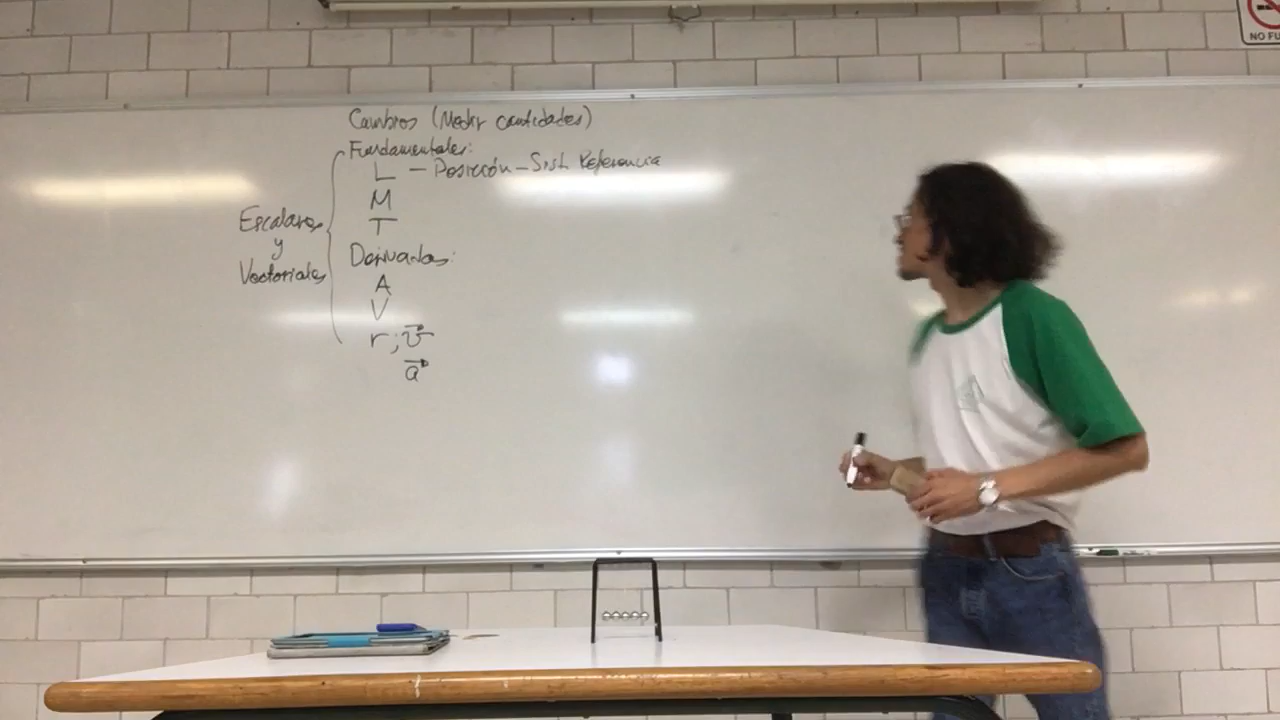 Cambios (Medir cantidades)
Fundamentales:
L – Posición – Sist. Referencia
M
T
Escalares
y
Vectoriales
Derivadas:
A
V
r ; v⃗
a⃗
NO FU